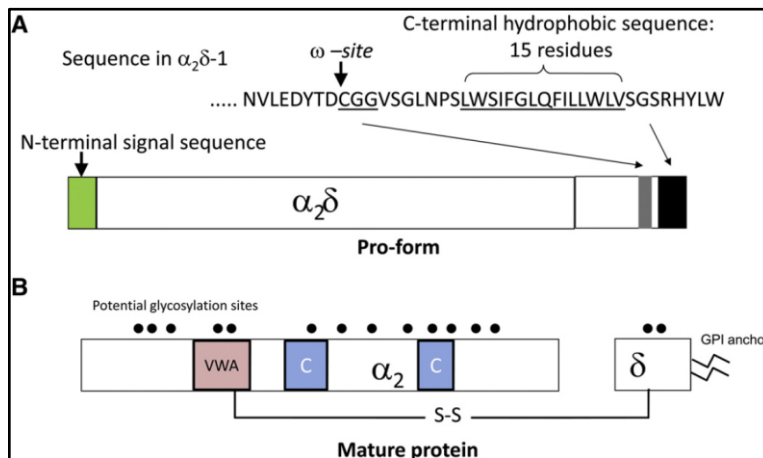 A
C-terminal hydrophobic sequence:
ω –site
15 residues
Sequence in α₂δ-1
..... NVLEDYTDCGGVSGLNPSLWSIFGLQFILLWLVSGSRHYLW
N-terminal signal sequence
α₂δ
Pro-form
B
Potential glycosylation sites
GPI ancho
VWA
C
α₂
C
δ
S-S
Mature protein